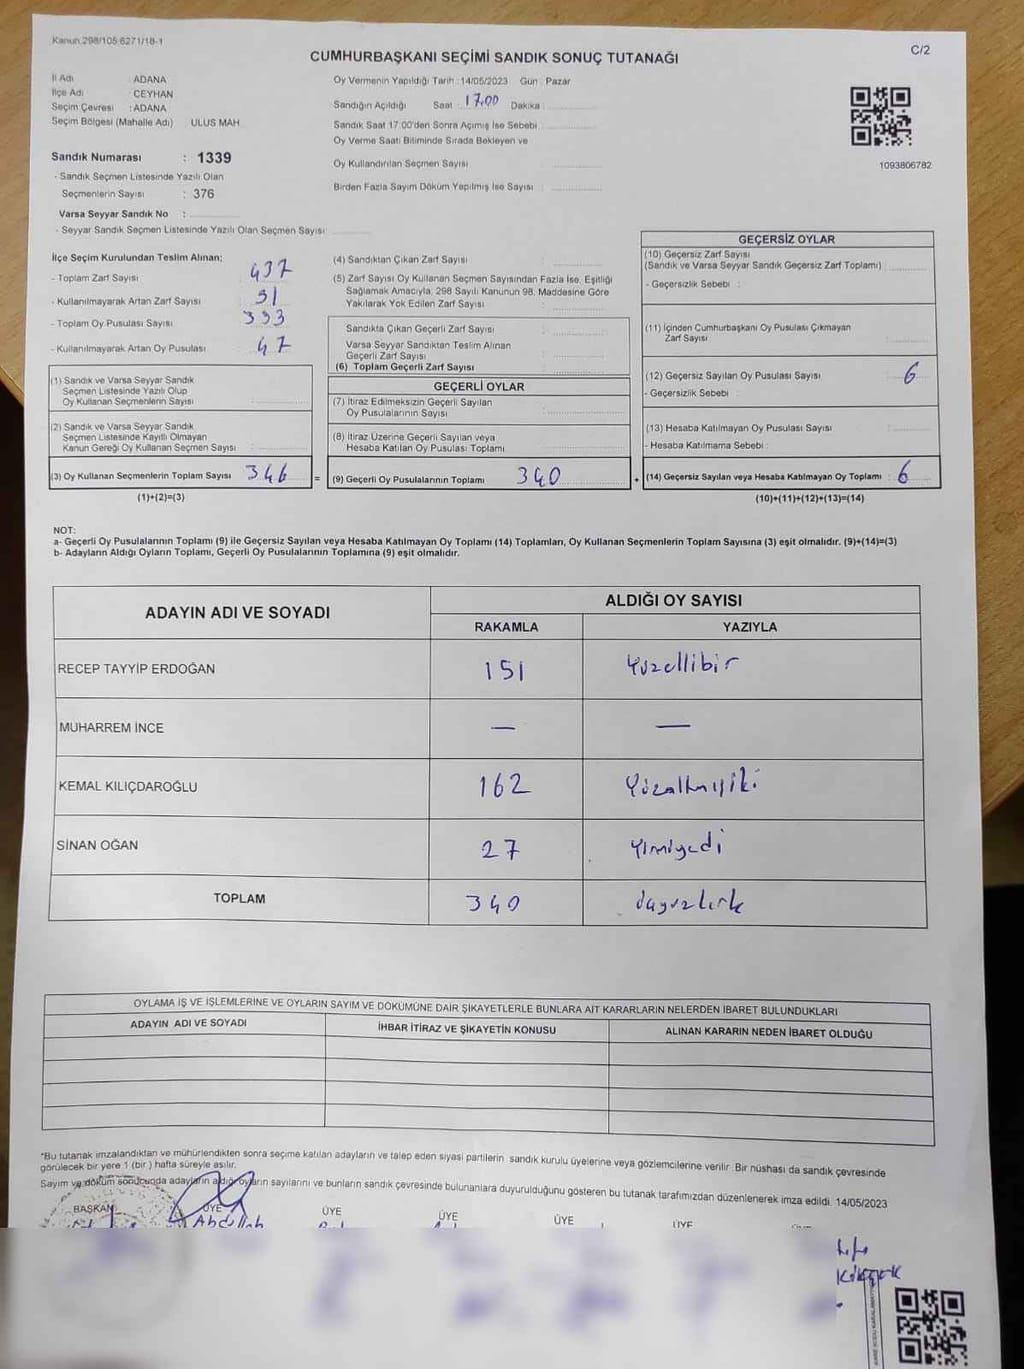 Kanun 298/105 6271/18-1
C/2
CUMHURBAŞKANI SEÇİMİ SANDIK SONUÇ TUTANAĞI
İl Adı : ADANA
İlçe Adı : CEYHAN
Seçim Çevresi : ADANA
Seçim Bölgesi (Mahalle Adı) ULUS MAH.
Oy Vermenin Yapıldığı Tarih : 14/05/2023 Gün : Pazar
Sandığın Açıldığı Saat : 17.00 Dakika :
Sandık Saat 17:00'den Sonra Açımış İse Sebebi :
Oy Verme Saati Bitiminde Sırada Bekleyen ve
Oy Kullandırılan Seçmen Sayısı
Birden Fazla Sayım Döküm Yapılmış İse Sayısı :
1093806782
Sandık Numarası : 1339
- Sandık Seçmen Listesinde Yazılı Olan
Seçmenlerin Sayısı : 376
Varsa Seyyar Sandık No :
- Seyyar Sandık Seçmen Listesinde Yazılı Olan Seçmen Sayısı :
İlçe Seçim Kurulundan Teslim Alınan;
- Toplam Zarf Sayısı 437
- Kullanılmayarak Artan Zarf Sayısı 91
- Toplam Oy Pusulası Sayısı 393
- Kullanılmayarak Artan Oy Pusulası 47
(1) Sandık ve Varsa Seyyar Sandık
Seçmen Listesinde Yazılı Olup
Oy Kullanan Seçmenlerin Sayısı :
(2) Sandık ve Varsa Seyyar Sandık
Seçmen Listesinde Kayıtlı Olmayan
Kanun Gereği Oy Kullanan Seçmen Sayısı :
(3) Oy Kullanan Seçmenlerin Toplam Sayısı 346 =
(1)+(2)=(3)
(4) Sandıktan Çıkan Zarf Sayısı :
(5) Zarf Sayısı Oy Kullanan Seçmen Sayısından Fazla İse, Eşitliği
Sağlamak Amacıyla, 298 Sayılı Kanunun 98. Maddesine Göre
Yakılarak Yok Edilen Zarf Sayısı :
Sandıkta Çıkan Geçerli Zarf Sayısı :
Varsa Seyyar Sandıktan Teslim Alınan
Geçerli Zarf Sayısı :
(6) Toplam Geçerli Zarf Sayısı :
GEÇERLİ OYLAR
(7) İtiraz Edilmeksizin Geçerli Sayılan
Oy Pusulalarının Sayısı :
(8) İtiraz Üzerine Geçerli Sayılan veya
Hesaba Katılan Oy Pusulası Toplamı :
(9) Geçerli Oy Pusulalarının Toplamı 340 +
GEÇERSİZ OYLAR
(10) Geçersiz Zarf Sayısı
(Sandık ve Varsa Seyyar Sandık Geçersiz Zarf Toplamı) :
- Geçersizlik Sebebi :
(11) İçinden Cumhurbaşkanı Oy Pusulası Çıkmayan
Zarf Sayısı :
(12) Geçersiz Sayılan Oy Pusulası Sayısı : 6
- Geçersizlik Sebebi :
(13) Hesaba Katılmayan Oy Pusulası Sayısı :
- Hesaba Katılmama Sebebi :
(14) Geçersiz Sayılan veya Hesaba Katılmayan Oy Toplamı : 6
(10)+(11)+(12)+(13)=(14)
NOT:
a- Geçerli Oy Pusulalarının Toplamı (9) ile Geçersiz Sayılan veya Hesaba Katılmayan Oy Toplamı (14) Toplamları, Oy Kullanan Seçmenlerin Toplam Sayısına (3) eşit olmalıdır. (9)+(14)=(3)
b- Adayların Aldığı Oyların Toplamı, Geçerli Oy Pusulalarının Toplamına (9) eşit olmalıdır.
ADAYIN ADI VE SOYADI ALDIĞI OY SAYISI
RAKAMLA YAZIYLA
RECEP TAYYİP ERDOĞAN 151 Yüzellibir
MUHARREM İNCE — —
KEMAL KILIÇDAROĞLU 162 Yüzaltmışiki
SİNAN OĞAN 27 Yirmiyedi
TOPLAM 340
OYLAMA İŞ VE İŞLEMLERİNE VE OYLARIN SAYIM VE DÖKÜMÜNE DAİR ŞİKAYETLERLE BUNLARA AİT KARARLARIN NELERDEN İBARET BULUNDUKLARI
ADAYIN ADI VE SOYADI İHBAR İTİRAZ VE ŞİKAYETİN KONUSU ALINAN KARARIN NEDEN İBARET OLDUĞU
*Bu tutanak imzalandıktan ve mühürlendikten sonra seçime katılan adayların ve talep eden siyasi partilerin sandık kurulu üyelerine veya gözlemcilerine verilir. Bir nüshası da sandık çevresinde
görülecek bir yere 1 (bir) hafta süreyle asılır.
Sayım ve döküm sonucunda adayların aldığı oyların sayılarını ve bunların sandık çevresinde bulunanlara duyurulduğunu gösteren bu tutanak tarafımızdan düzenlenerek imza edildi. 14/05/2023
BAŞKAN ÜYE ÜYE ÜYE ÜYE ÜYE
Abdullah